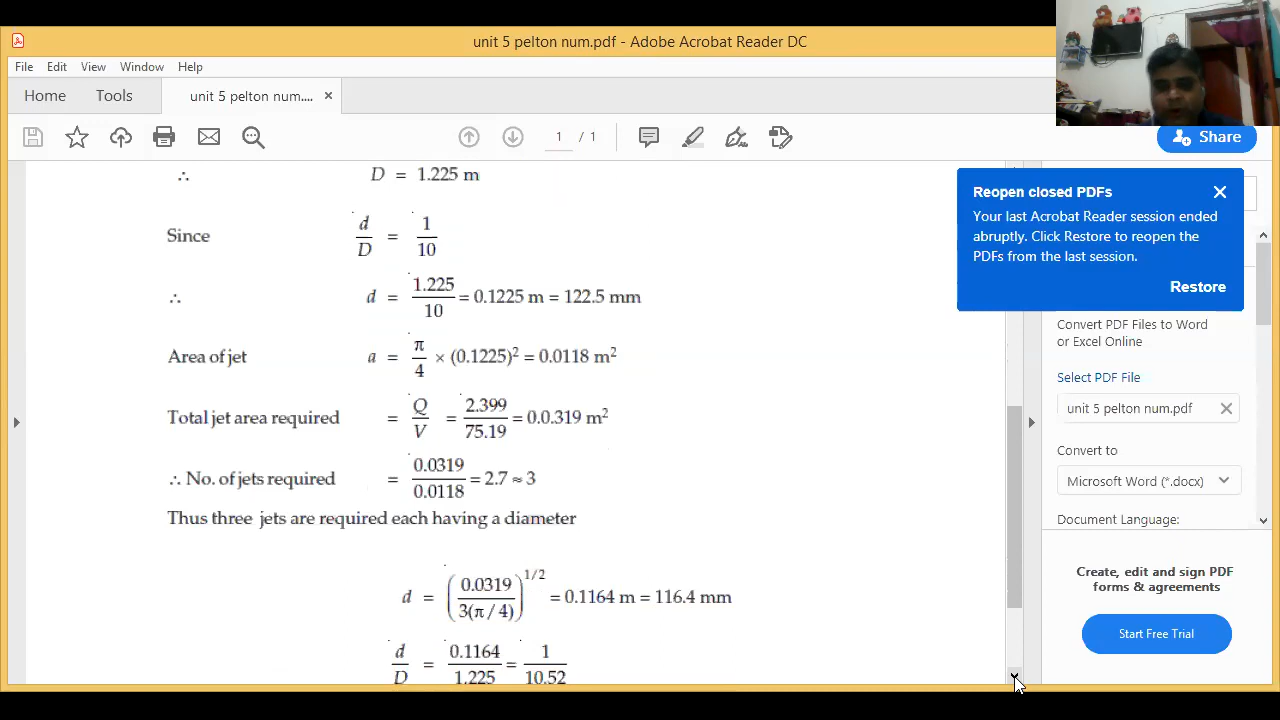 unit 5 pelton num.pdf - Adobe Acrobat Reader DC
File Edit View Window Help
Home Tools unit 5 pelton num.... ×
1 / 1
Share
∴ D = 1.225 m
Since d/D = 1/10
∴ d = 1.225/10 = 0.1225 m = 122.5 mm
Area of jet a = π/4 × (0.1225)² = 0.0118 m²
Total jet area required = Q/V = 2.399/75.19 = 0.0.319 m²
∴ No. of jets required = 0.0319/0.0118 = 2.7 ≈ 3
Thus three jets are required each having a diameter
d = (0.0319/3(π/4))^1/2 = 0.1164 m = 116.4 mm
d/D = 0.1164/1.225 = 1/10.52
Reopen closed PDFs
Your last Acrobat Reader session ended
abruptly. Click Restore to reopen the
PDFs from the last session.
Restore
Convert PDF Files to Word
or Excel Online
Select PDF File
unit 5 pelton num.pdf
Convert to
Microsoft Word (*.docx)
Document Language:
Create, edit and sign PDF
forms & agreements
Start Free Trial